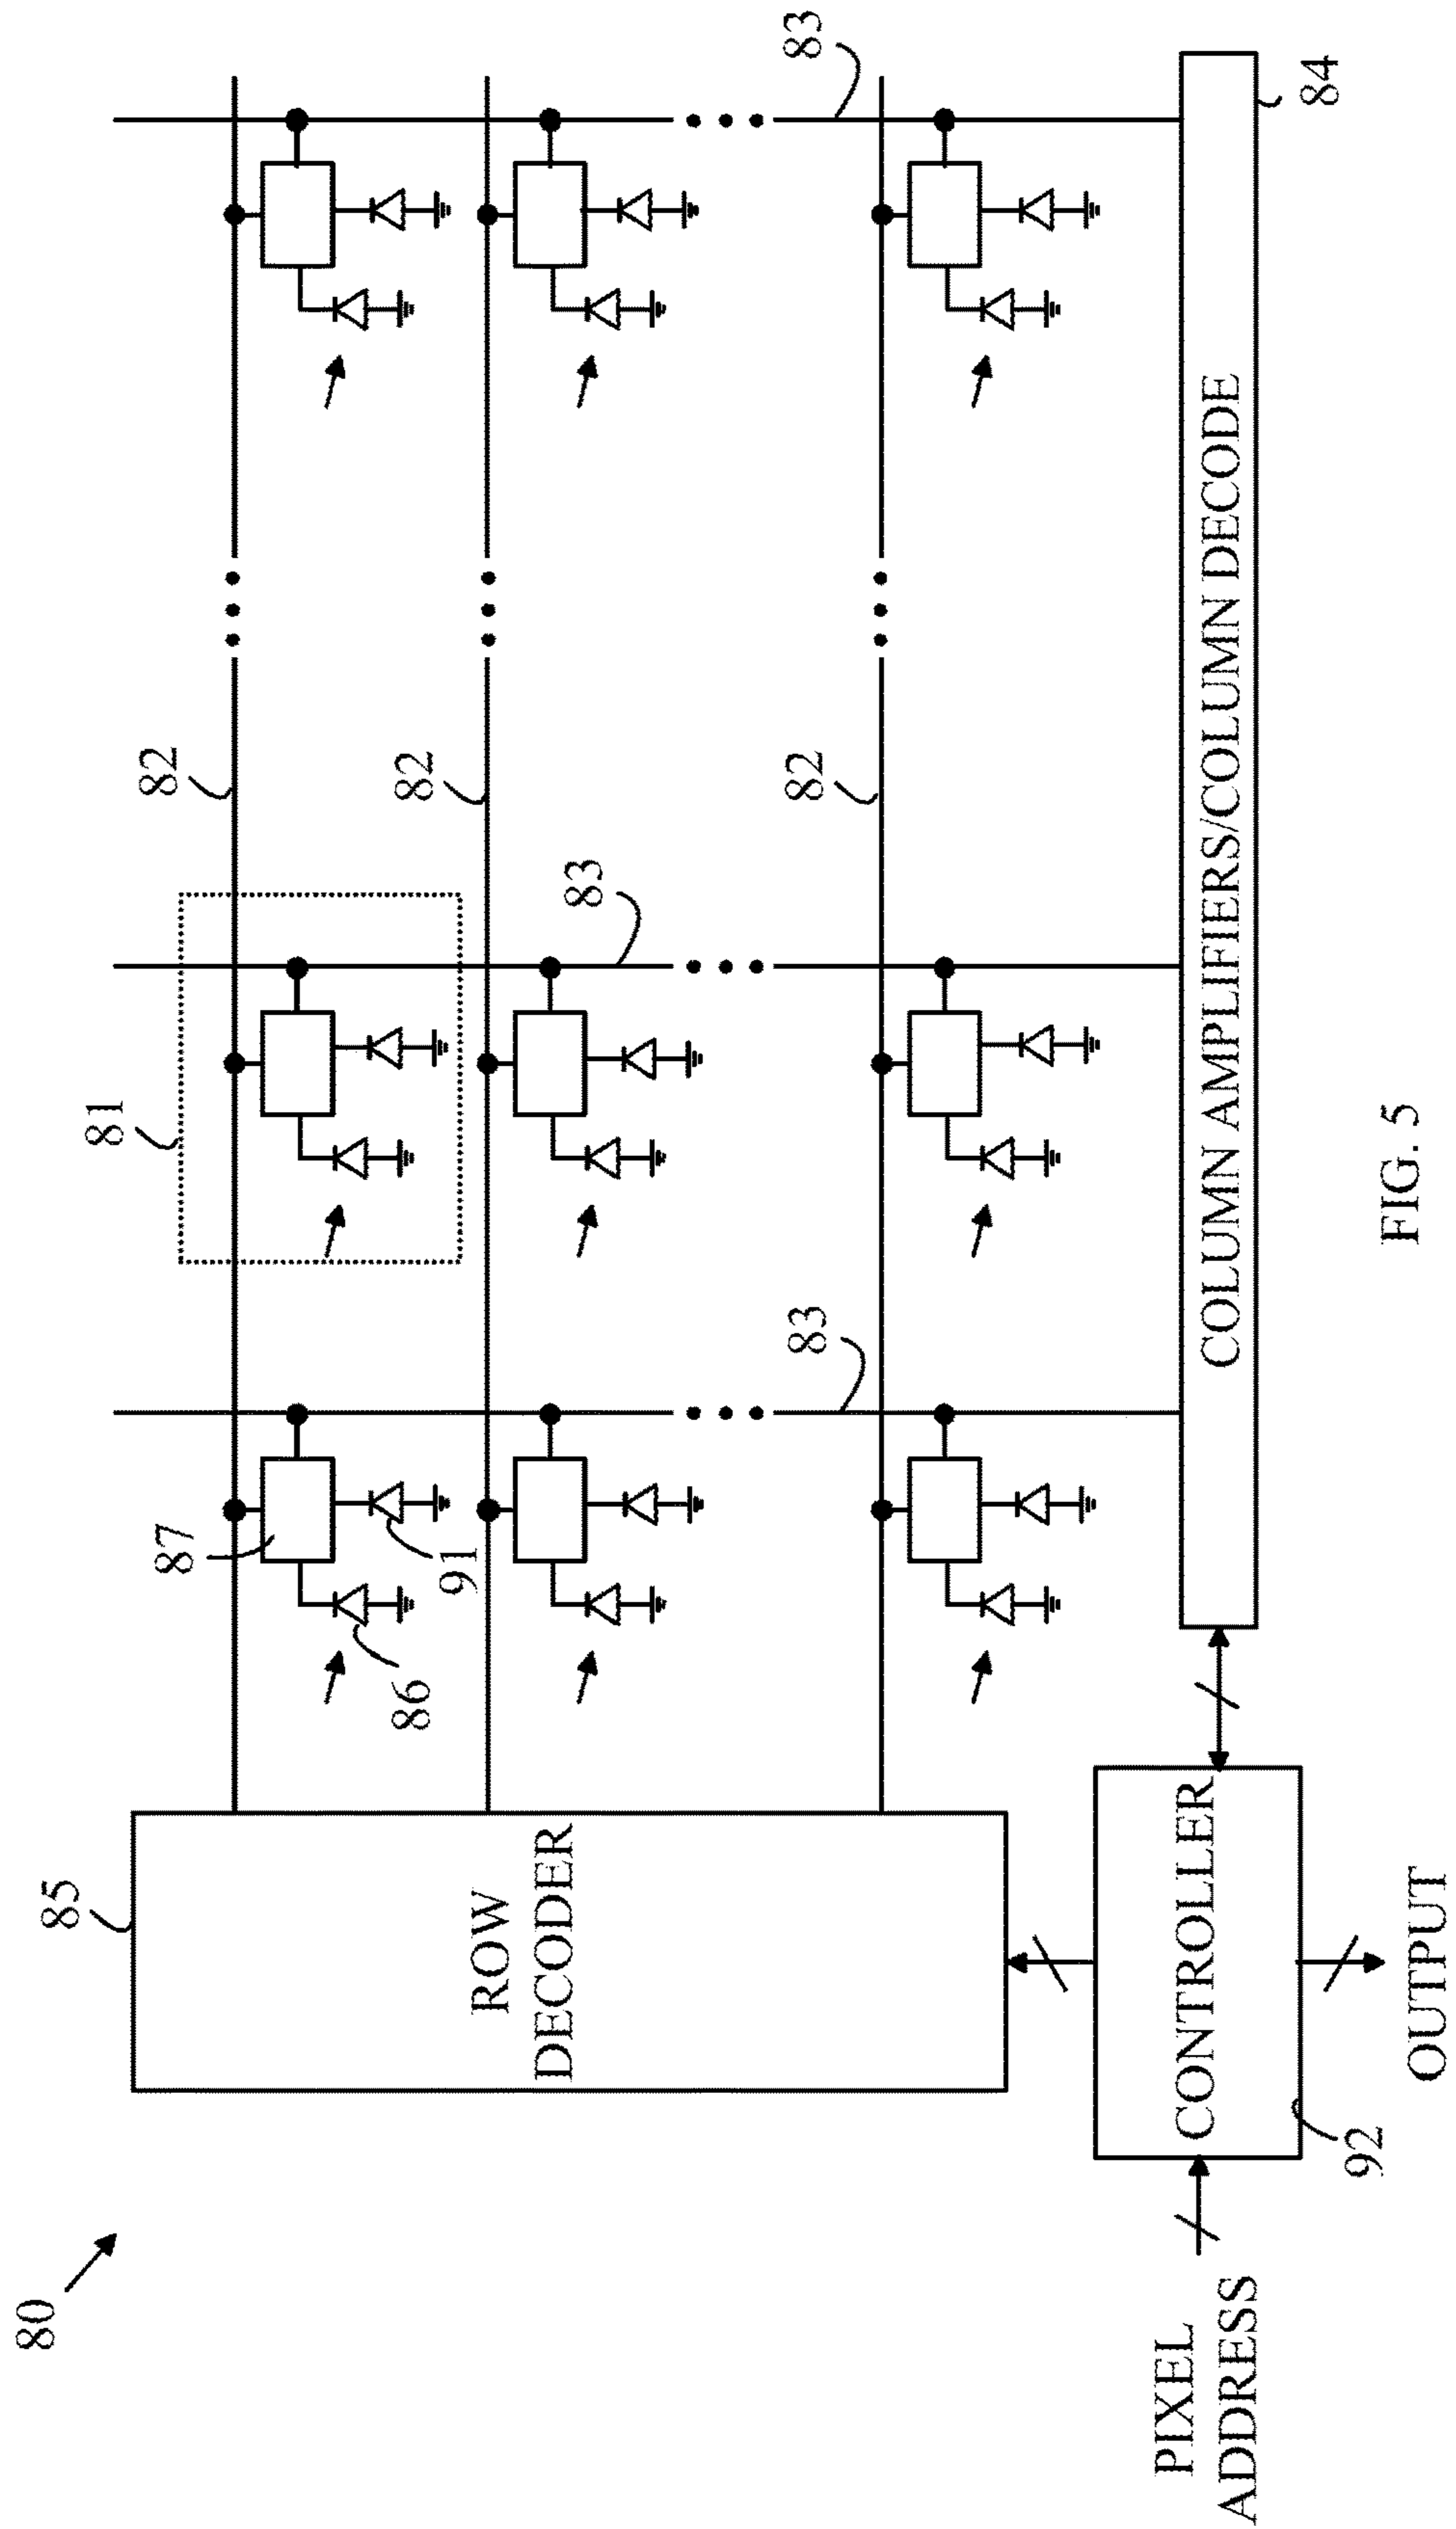 80
85
ROW
DECODER
PIXEL
ADDRESS
CONTROLLER
92
OUTPUT
87
86
91
81
82
82
82
83
83
83
COLUMN AMPLIFIERS/COLUMN DECODE
84
FIG. 5